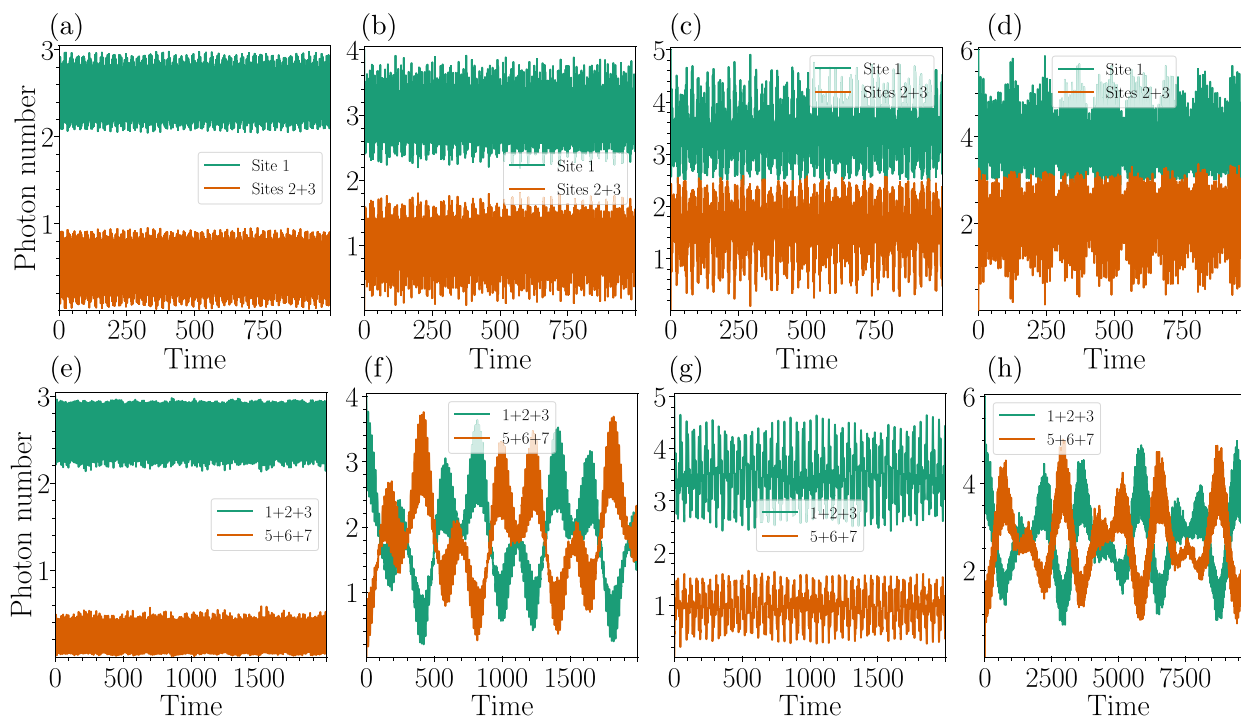 (a)
(b)
(c)
(d)
Photon number
3
2
1
Site 1
Sites 2+3
0 250 500 750
Time
4
3
2
1
Site 1
Sites 2+3
0 250 500 750
Time
5
4
3
2
1
Site 1
Sites 2+3
0 250 500 750
Time
6
4
2
Site 1
Sites 2+3
0 250 500 750
Time
(e)
(f)
(g)
(h)
Photon number
3
2
1
1+2+3
5+6+7
0 500 1000 1500
Time
4
3
2
1
1+2+3
5+6+7
0 500 1000 1500
Time
5
4
3
2
1
1+2+3
5+6+7
0 500 1000 1500
Time
6
4
2
1+2+3
5+6+7
0 2500 5000 7500
Time